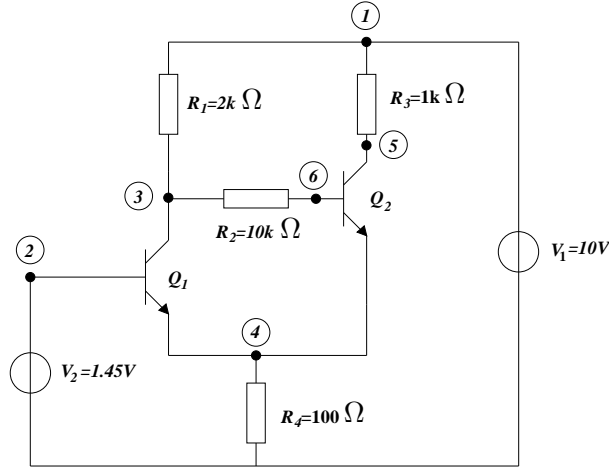 1
R1=2k Ω
R3=1k Ω
5
3
6
Q2
R2=10k Ω
2
V1=10V
Q1
4
V2=1.45V
R4=100 Ω